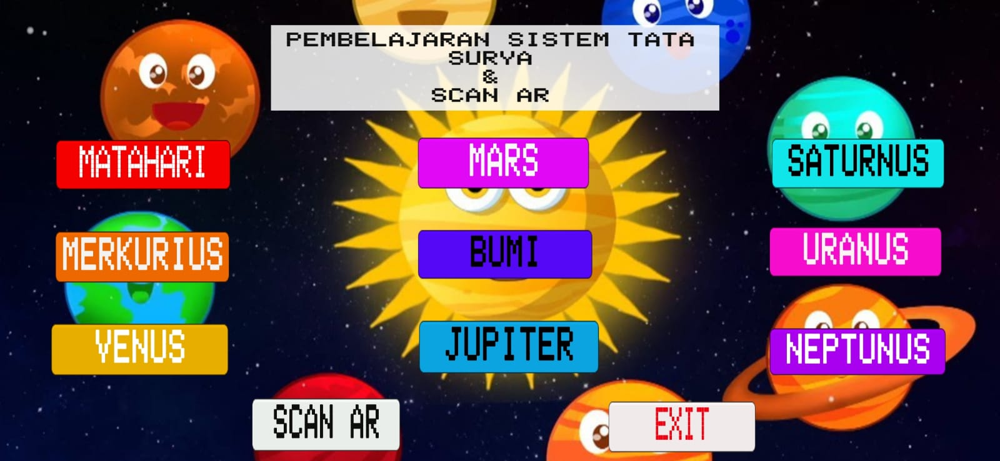 PEMBELAJARAN SISTEM TATA
SURYA
&
SCAN AR
MATAHARI
MARS
SATURNUS
MERKURIUS
BUMI
URANUS
VENUS
JUPITER
NEPTUNUS
SCAN AR
EXIT